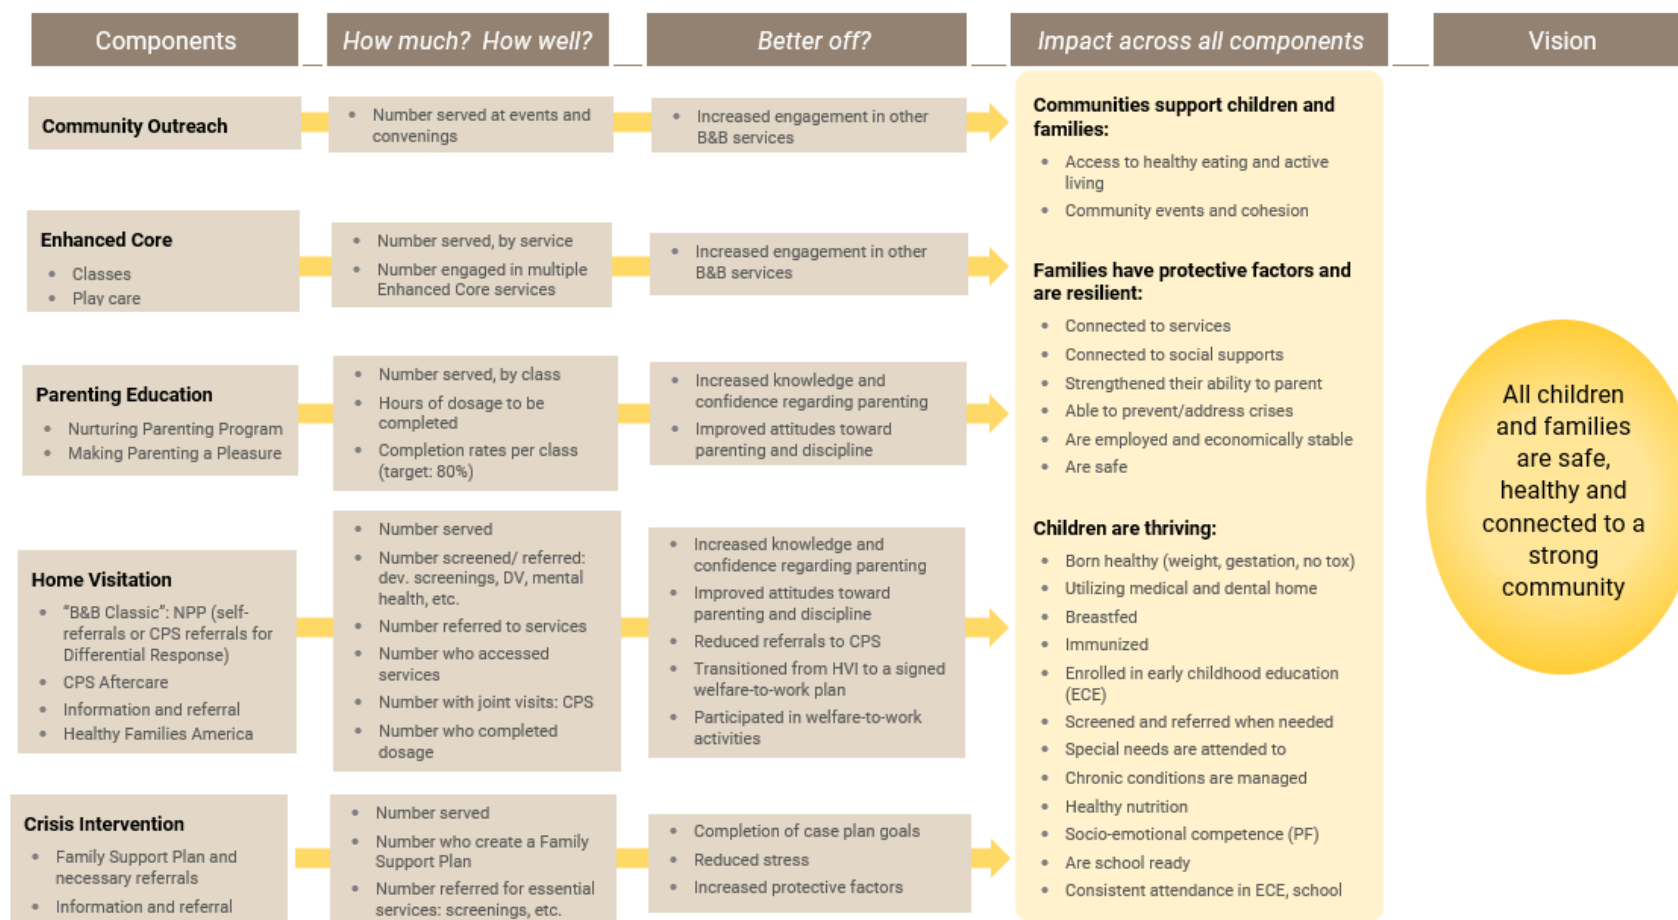 Components
How much? How well?
Better off?
Impact across all components
Vision
Community Outreach
Number served at events and
convenings
Increased engagement in other
B&B services
Enhanced Core
Classes
Play care
Number served, by service
Number engaged in multiple
Enhanced Core services
Increased engagement in other
B&B services
Parenting Education
Nurturing Parenting Program
Making Parenting a Pleasure
Number served, by class
Hours of dosage to be
completed
Completion rates per class
(target: 80%)
Increased knowledge and
confidence regarding parenting
Improved attitudes toward
parenting and discipline
Home Visitation
“B&B Classic”: NPP (self-
referrals or CPS referrals for
Differential Response)
CPS Aftercare
Information and referral
Healthy Families America
Number served
Number screened/ referred:
dev. screenings, DV, mental
health, etc.
Number referred to services
Number who accessed
services
Number with joint visits: CPS
Number who completed
dosage
Increased knowledge and
confidence regarding parenting
Improved attitudes toward
parenting and discipline
Reduced referrals to CPS
Transitioned from HVI to a signed
welfare-to-work plan
Participated in welfare-to-work
activities
Crisis Intervention
Family Support Plan and
necessary referrals
Information and referral
Number served
Number who create a Family
Support Plan
Number referred for essential
services: screenings, etc.
Completion of case plan goals
Reduced stress
Increased protective factors
Communities support children and
families:
Access to healthy eating and active
living
Community events and cohesion
Families have protective factors and
are resilient:
Connected to services
Connected to social supports
Strengthened their ability to parent
Able to prevent/address crises
Are employed and economically stable
Are safe
Children are thriving:
Born healthy (weight, gestation, no tox)
Utilizing medical and dental home
Breastfed
Immunized
Enrolled in early childhood education
(ECE)
Screened and referred when needed
Special needs are attended to
Chronic conditions are managed
Healthy nutrition
Socio-emotional competence (PF)
Are school ready
Consistent attendance in ECE, school
All children
and families
are safe,
healthy and
connected to a
strong
community